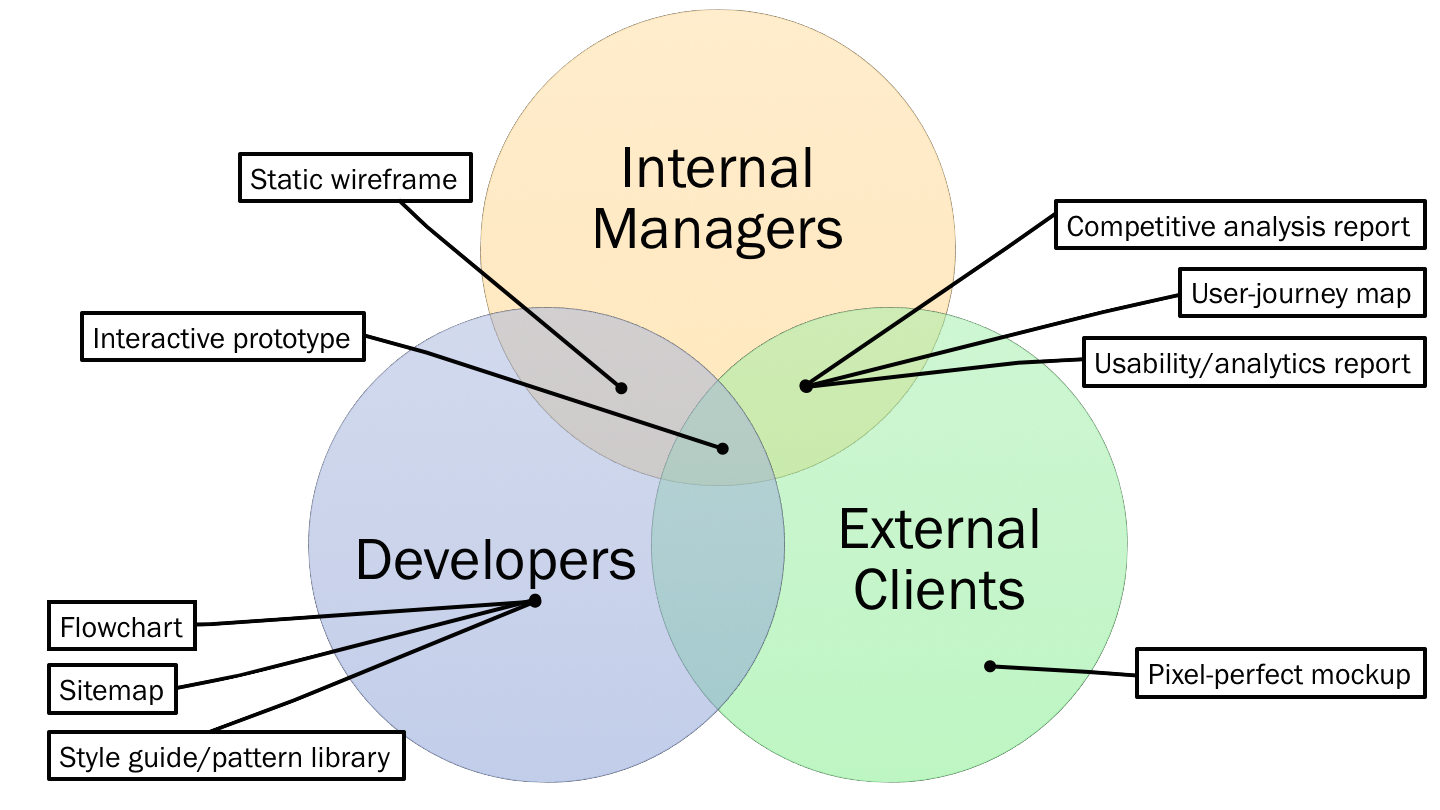 Internal
Managers
Static wireframe
Competitive analysis report
User-journey map
Interactive prototype
Usability/analytics report
Developers
External
Clients
Flowchart
Sitemap
Style guide/pattern library
Pixel-perfect mockup